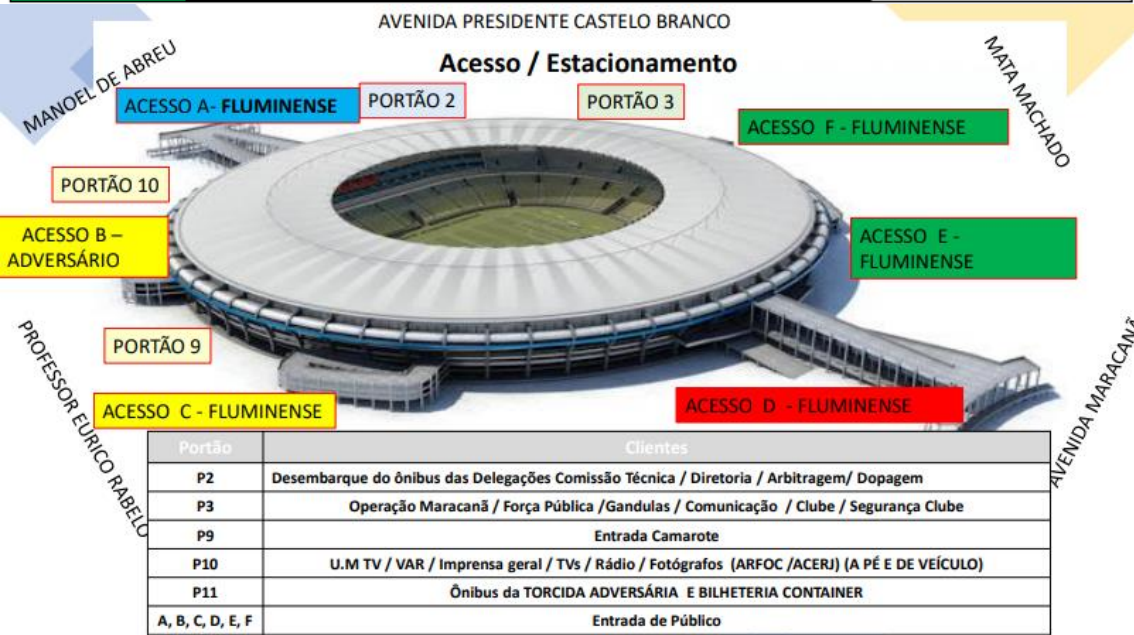 AVENIDA PRESIDENTE CASTELO BRANCO
Acesso / Estacionamento
MANOEL DE ABREU
MATA MACHADO
ACESSO A- FLUMINENSE
PORTÃO 2
PORTÃO 3
ACESSO F - FLUMINENSE
PORTÃO 10
ACESSO B –
ADVERSÁRIO
ACESSO E -
FLUMINENSE
PORTÃO 9
PROFESSOR EURICO RABELO
AVENIDA MARACANÃ
ACESSO C - FLUMINENSE
ACESSO D - FLUMINENSE
Portão Clientes
P2 Desembarque do ônibus das Delegações Comissão Técnica / Diretoria / Arbitragem/ Dopagem
P3 Operação Maracanã / Força Pública /Gandulas / Comunicação / Clube / Segurança Clube
P9 Entrada Camarote
P10 U.M TV / VAR / Imprensa geral / TVs / Rádio / Fotógrafos (ARFOC /ACERJ) (A PÉ E DE VEÍCULO)
P11 Ônibus da TORCIDA ADVERSÁRIA E BILHETERIA CONTAINER
A, B, C, D, E, F Entrada de Público